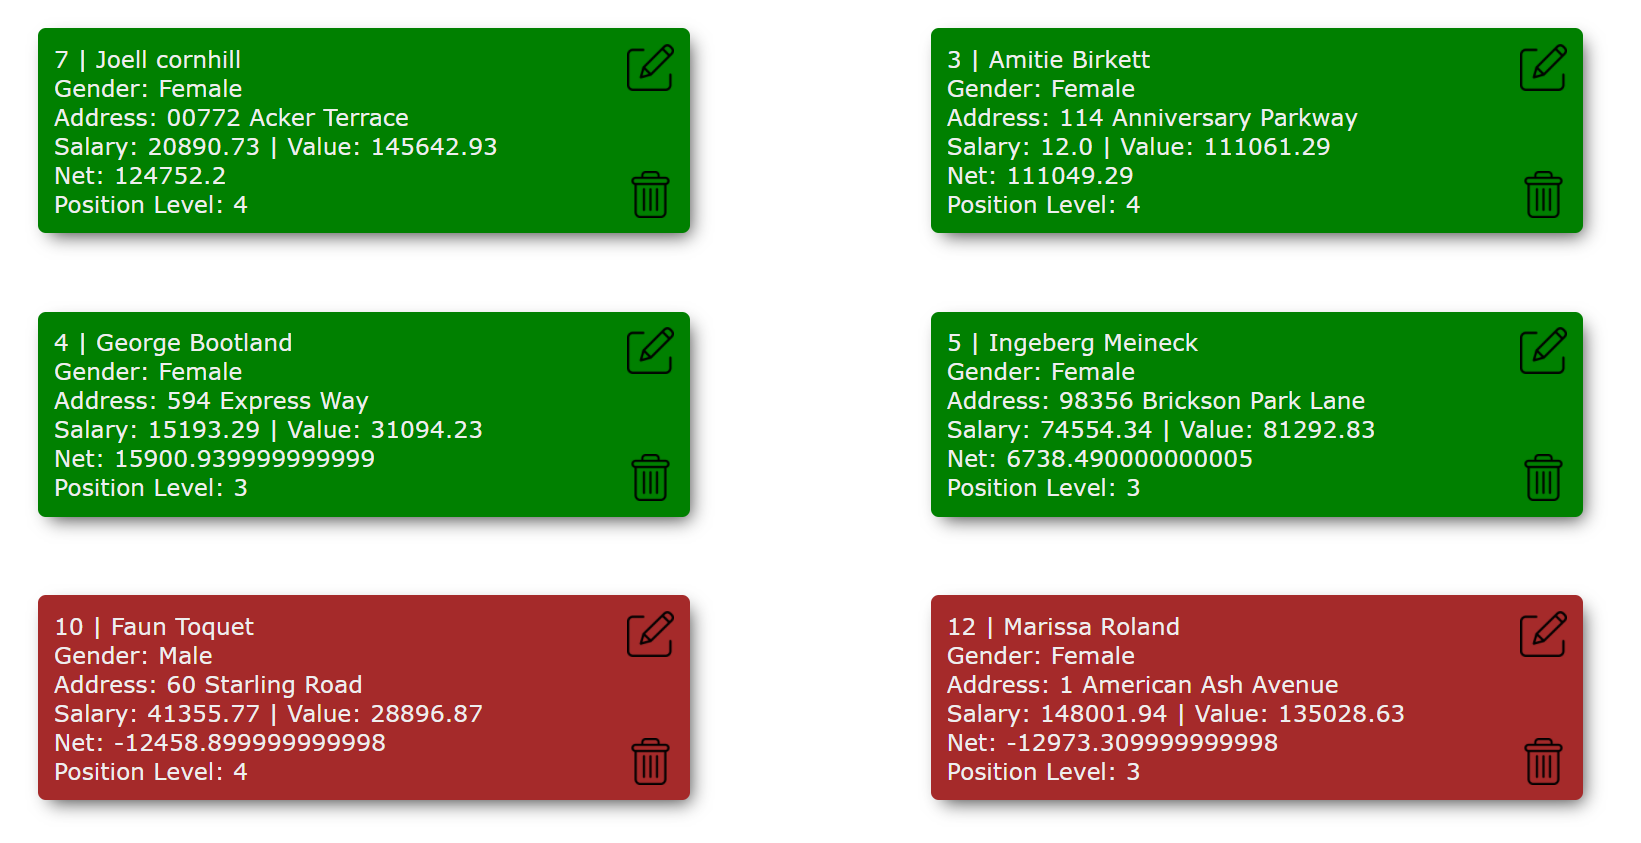 7 | Joell cornhill
Gender: Female
Address: 00772 Acker Terrace
Salary: 20890.73 | Value: 145642.93
Net: 124752.2
Position Level: 4
3 | Amitie Birkett
Gender: Female
Address: 114 Anniversary Parkway
Salary: 12.0 | Value: 111061.29
Net: 111049.29
Position Level: 4
4 | George Bootland
Gender: Female
Address: 594 Express Way
Salary: 15193.29 | Value: 31094.23
Net: 15900.939999999999
Position Level: 3
5 | Ingeberg Meineck
Gender: Female
Address: 98356 Brickson Park Lane
Salary: 74554.34 | Value: 81292.83
Net: 6738.490000000005
Position Level: 3
10 | Faun Toquet
Gender: Male
Address: 60 Starling Road
Salary: 41355.77 | Value: 28896.87
Net: -12458.899999999998
Position Level: 4
12 | Marissa Roland
Gender: Female
Address: 1 American Ash Avenue
Salary: 148001.94 | Value: 135028.63
Net: -12973.309999999998
Position Level: 3